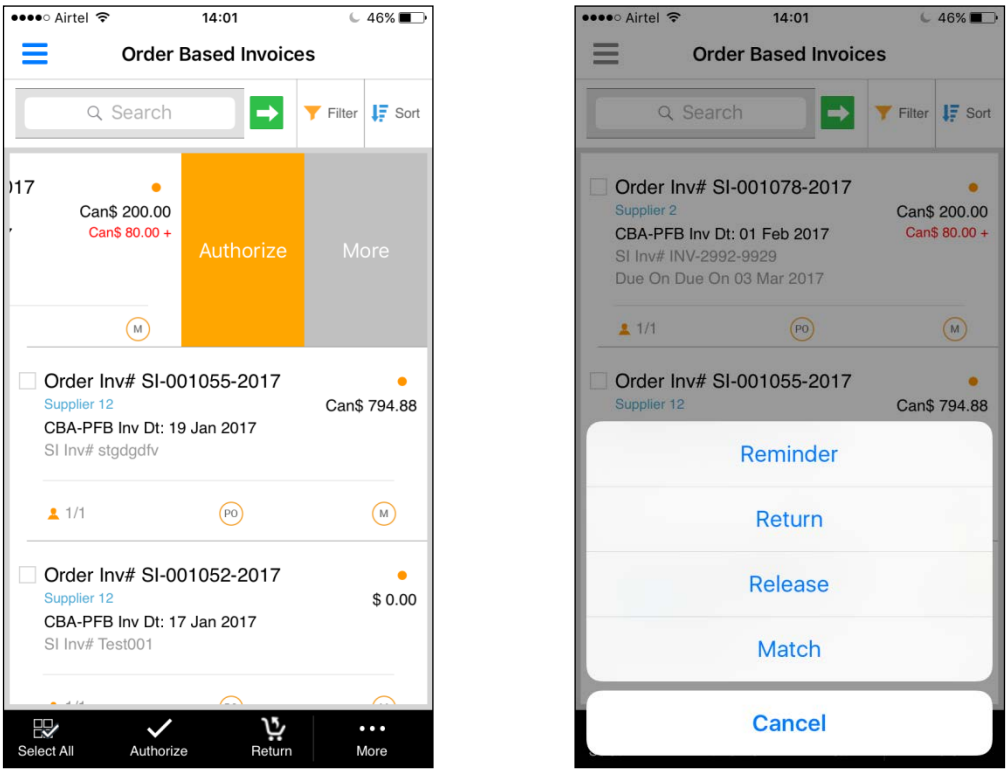 Airtel 14:01 46%
Order Based Invoices
Search Filter Sort
017
Can$ 200.00
Can$ 80.00 +
Authorize More
M
Order Inv# SI-001055-2017
Supplier 12 Can$ 794.88
CBA-PFB Inv Dt: 19 Jan 2017
SI Inv# stgdgdfv
1/1 PO M
Order Inv# SI-001052-2017
Supplier 12 $ 0.00
CBA-PFB Inv Dt: 17 Jan 2017
SI Inv# Test001
Select All Authorize Return More
Airtel 14:01 46%
Order Based Invoices
Search Filter Sort
Order Inv# SI-001078-2017
Supplier 2 Can$ 200.00
CBA-PFB Inv Dt: 01 Feb 2017 Can$ 80.00 +
SI Inv# INV-2992-9929
Due On Due On 03 Mar 2017
1/1 PO M
Order Inv# SI-001055-2017
Supplier 12 Can$ 794.88
Reminder
Return
Release
Match
Cancel